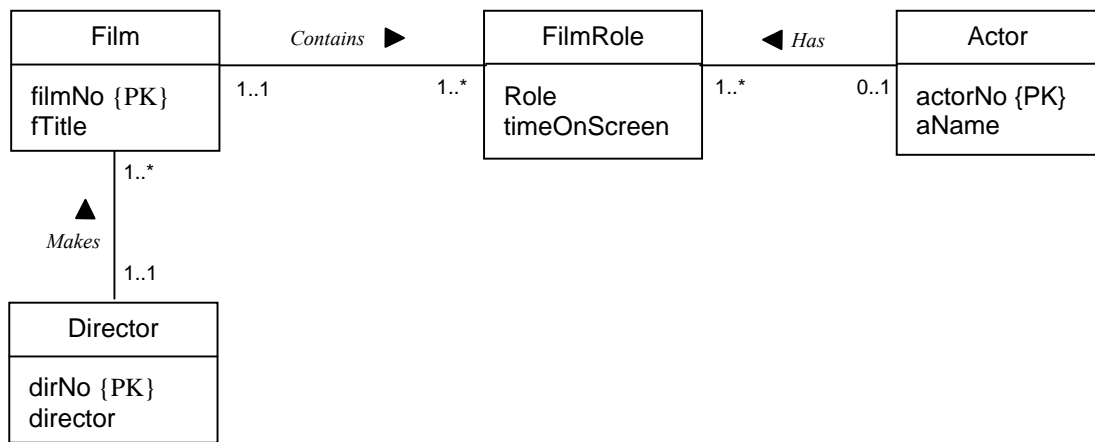 Film
Contains
FilmRole
Has
Actor
filmNo {PK}
fTitle
1..1
1..*
Role
timeOnScreen
1..*
0..1
actorNo {PK}
aName
1..*
Makes
1..1
Director
dirNo {PK}
director